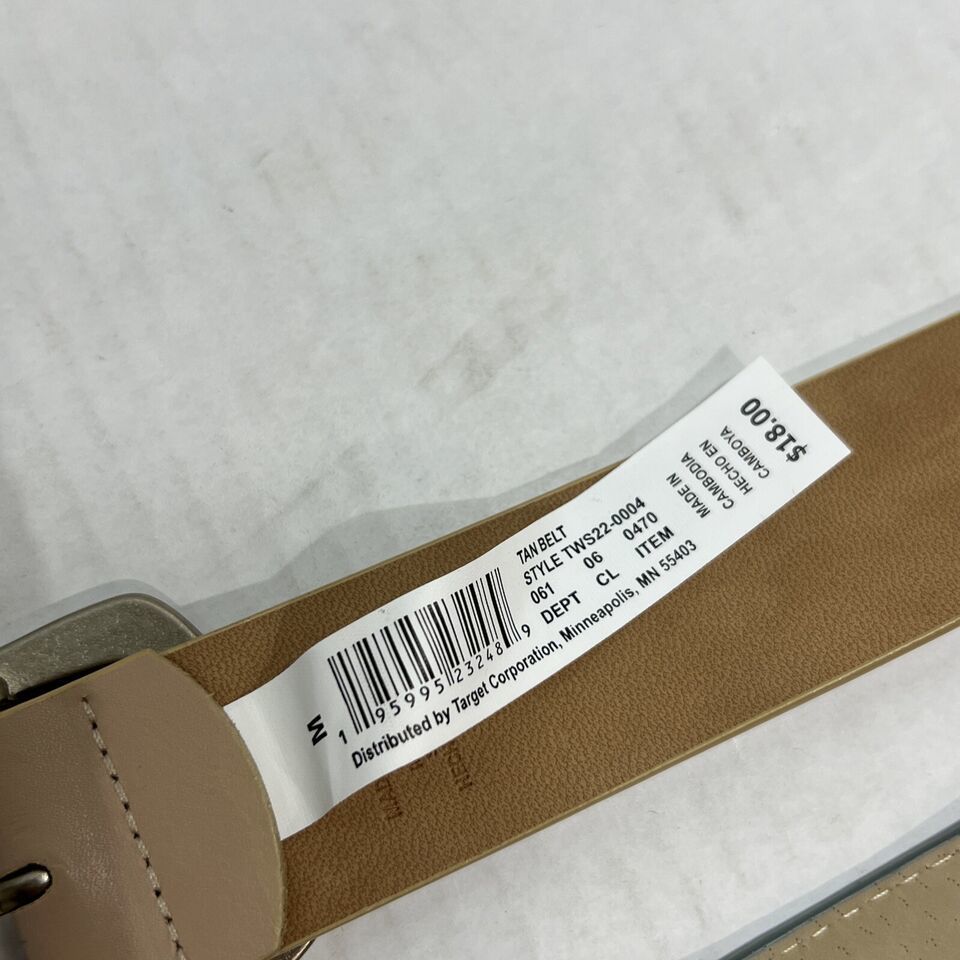 TAN BELT
STYLE TWS22-0004
061 06 0470
DEPT CL ITEM
M
1 95995 23248 9
Distributed by Target Corporation, Minneapolis, MN 55403
MADE IN
CAMBODIA
HECHO EN
CAMBOYA
$18.00